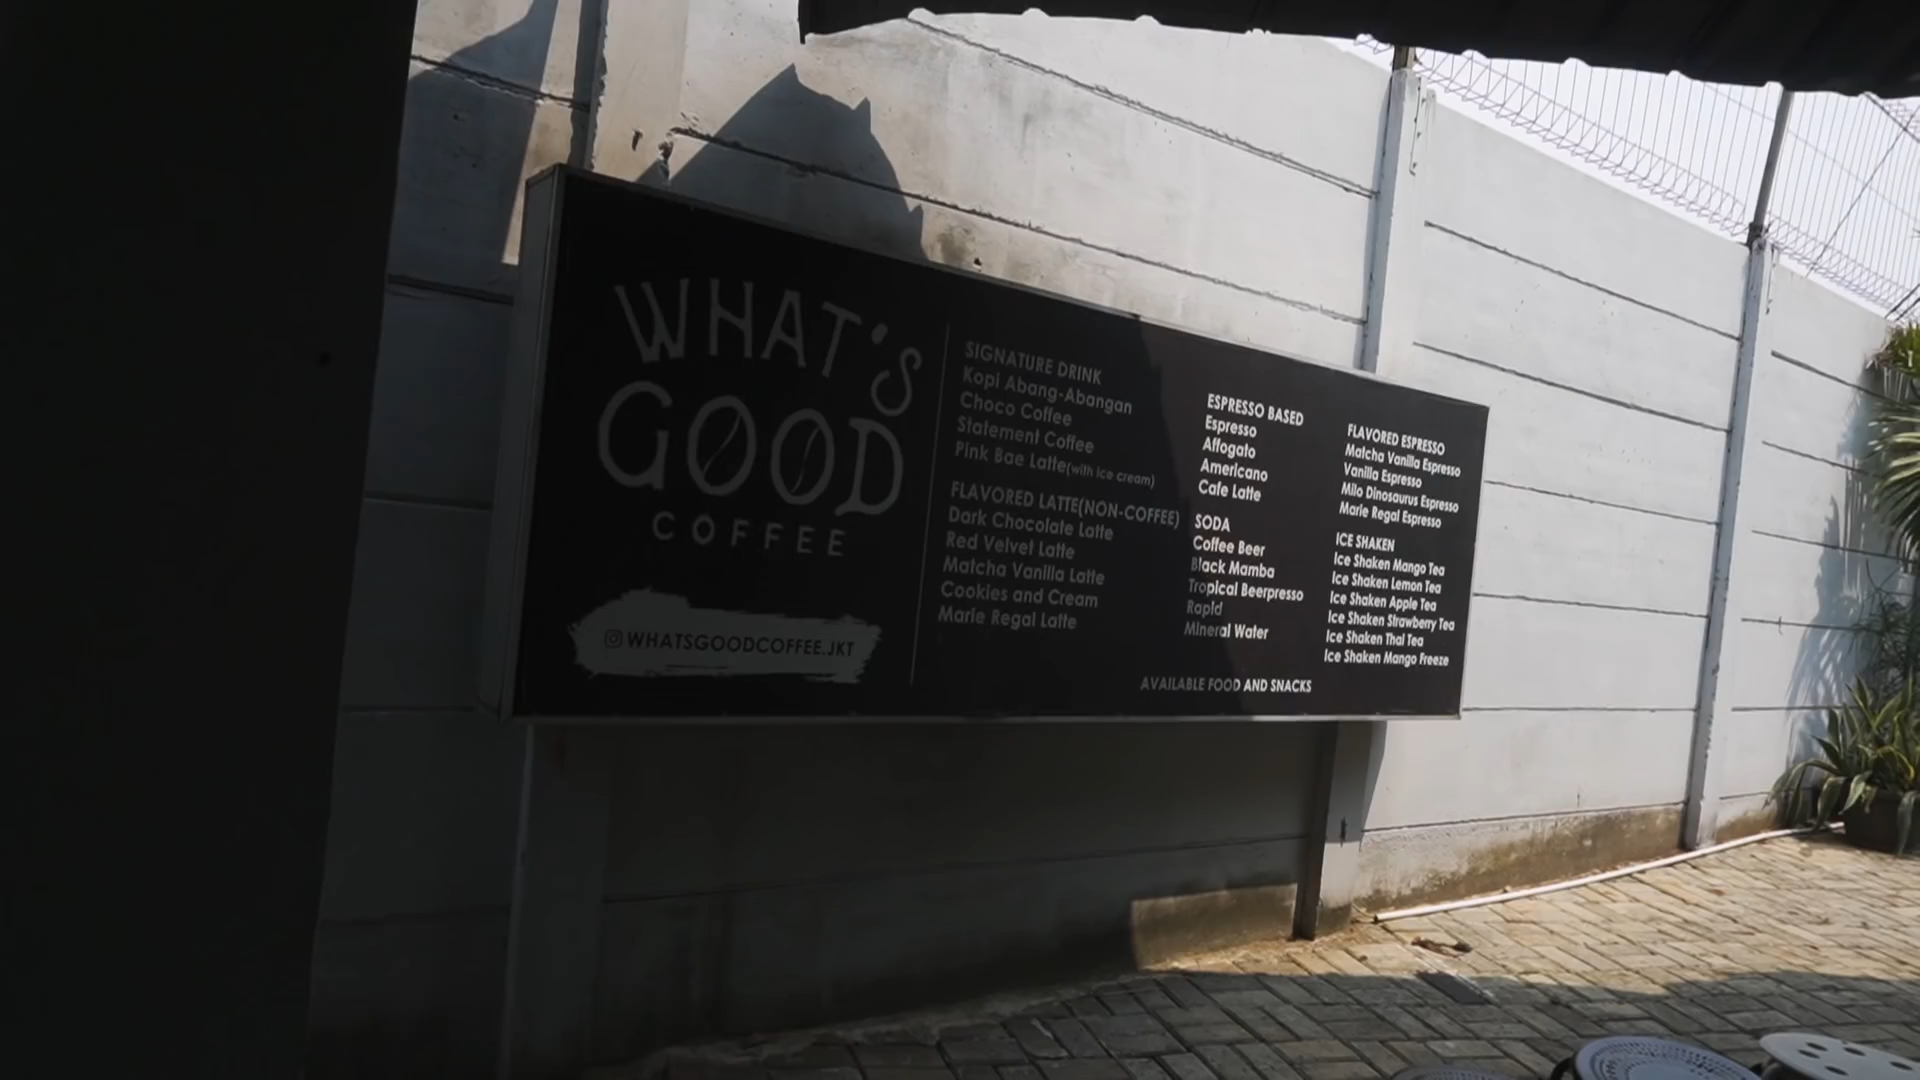 WHAT'S
GOOD
COFFEE
WHATSGOODCOFFEE.JKT
SIGNATURE DRINK
Kopi Abang-Abangan
Choco Coffee
Statement Coffee
Pink Bae Latte(with ice cream)
FLAVORED LATTE(NON-COFFEE)
Dark Chocolate Latte
Red Velvet Latte
Matcha Vanilla Latte
Cookies and Cream
Marie Regal Latte
ESPRESSO BASED
Espresso
Affogato
Americano
Cafe Latte
SODA
Coffee Beer
Black Mamba
Tropical Beerpresso
Rapid
Mineral Water
FLAVORED ESPRESSO
Matcha Vanilla Espresso
Vanilla Espresso
Milo Dinosaurus Espresso
Marie Regal Espresso
ICE SHAKEN
Ice Shaken Mango Tea
Ice Shaken Lemon Tea
Ice Shaken Apple Tea
Ice Shaken Strawberry Tea
Ice Shaken Thai Tea
Ice Shaken Mango Freeze
AVAILABLE FOOD AND SNACKS